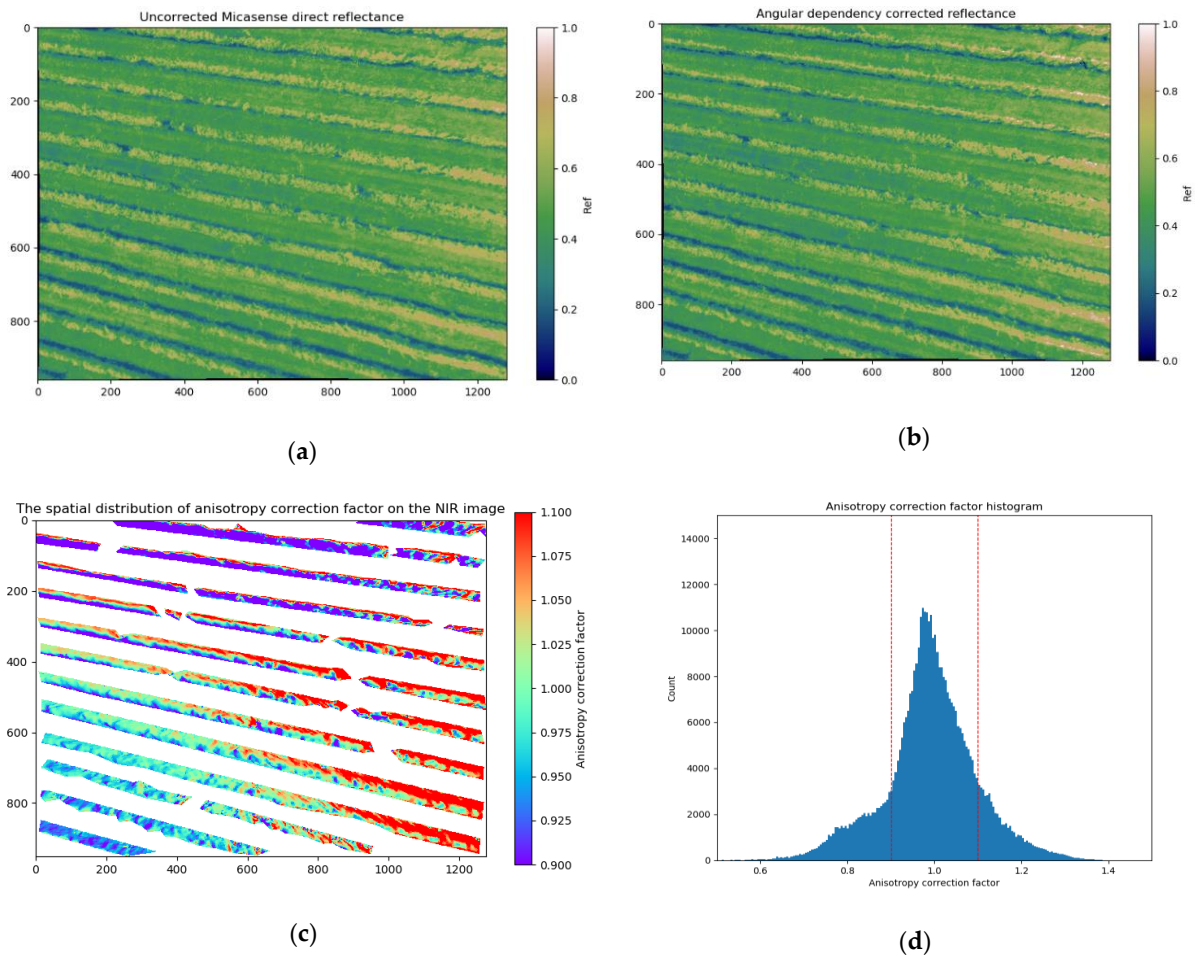 Uncorrected Micasense direct reflectance
0
200
400
600
800
0 200 400 600 800 1000 1200
1.0
0.8
0.6
0.4
0.2
0.0
Ref
(a)
Angular dependency corrected reflectance
0
200
400
600
800
0 200 400 600 800 1000 1200
1.0
0.8
0.6
0.4
0.2
0.0
Ref
(b)
The spatial distribution of anisotropy correction factor on the NIR image
0
200
400
600
800
0 200 400 600 800 1000 1200
1.100
1.075
1.050
1.025
1.000
0.975
0.950
0.925
0.900
Anisotropy correction factor
(c)
Anisotropy correction factor histogram
14000
12000
10000
8000
6000
4000
2000
0
Count
0.6 0.8 1.0 1.2 1.4
Anisotropy correction factor
(d)